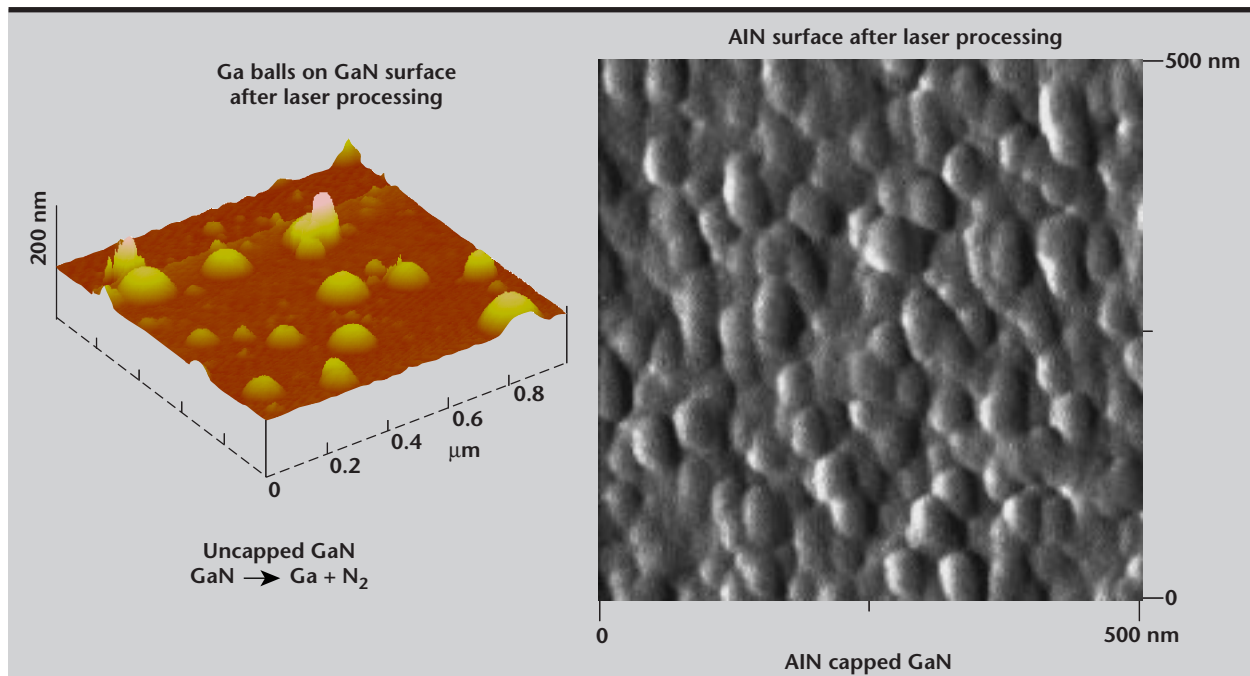 Ga balls on GaN surface
after laser processing
200 nm
0
0.2
0.4
0.6
0.8
μm
Uncapped GaN
GaN → Ga + N₂
AlN surface after laser processing
500 nm
0
0
500 nm
AlN capped GaN